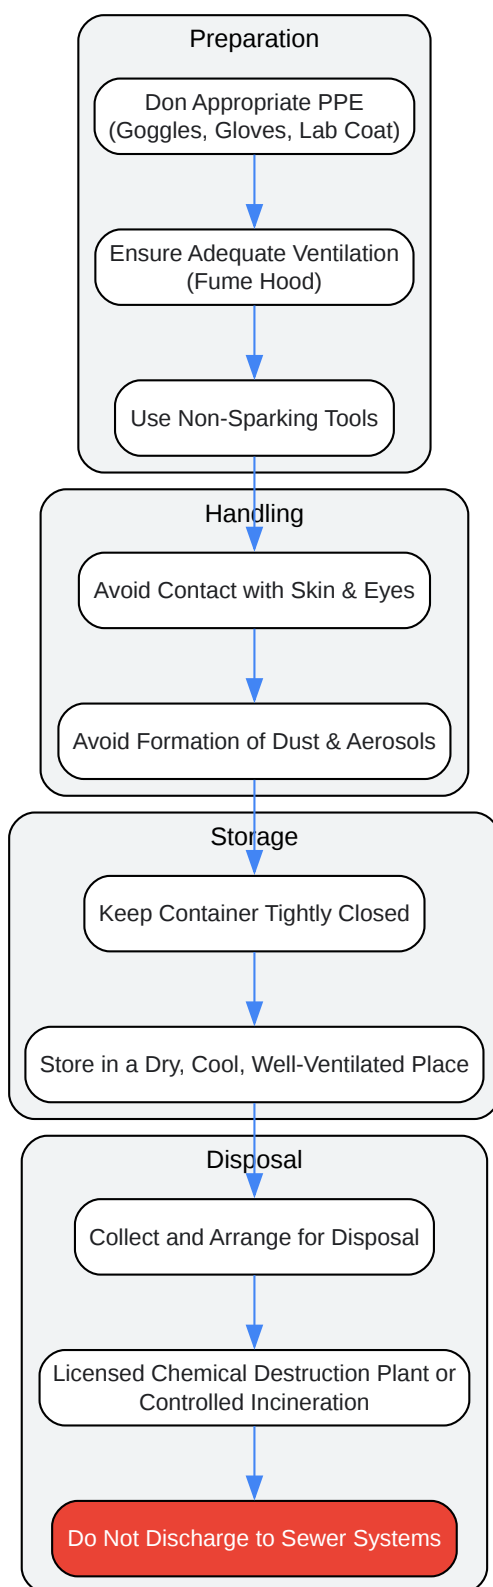 Preparation
Don Appropriate PPE
(Goggles, Gloves, Lab Coat)
Ensure Adequate Ventilation
(Fume Hood)
Use Non-Sparking Tools
Handling
Avoid Contact with Skin & Eyes
Avoid Formation of Dust & Aerosols
Storage
Keep Container Tightly Closed
Store in a Dry, Cool, Well-Ventilated Place
Disposal
Collect and Arrange for Disposal
Licensed Chemical Destruction Plant or
Controlled Incineration
Do Not Discharge to Sewer Systems